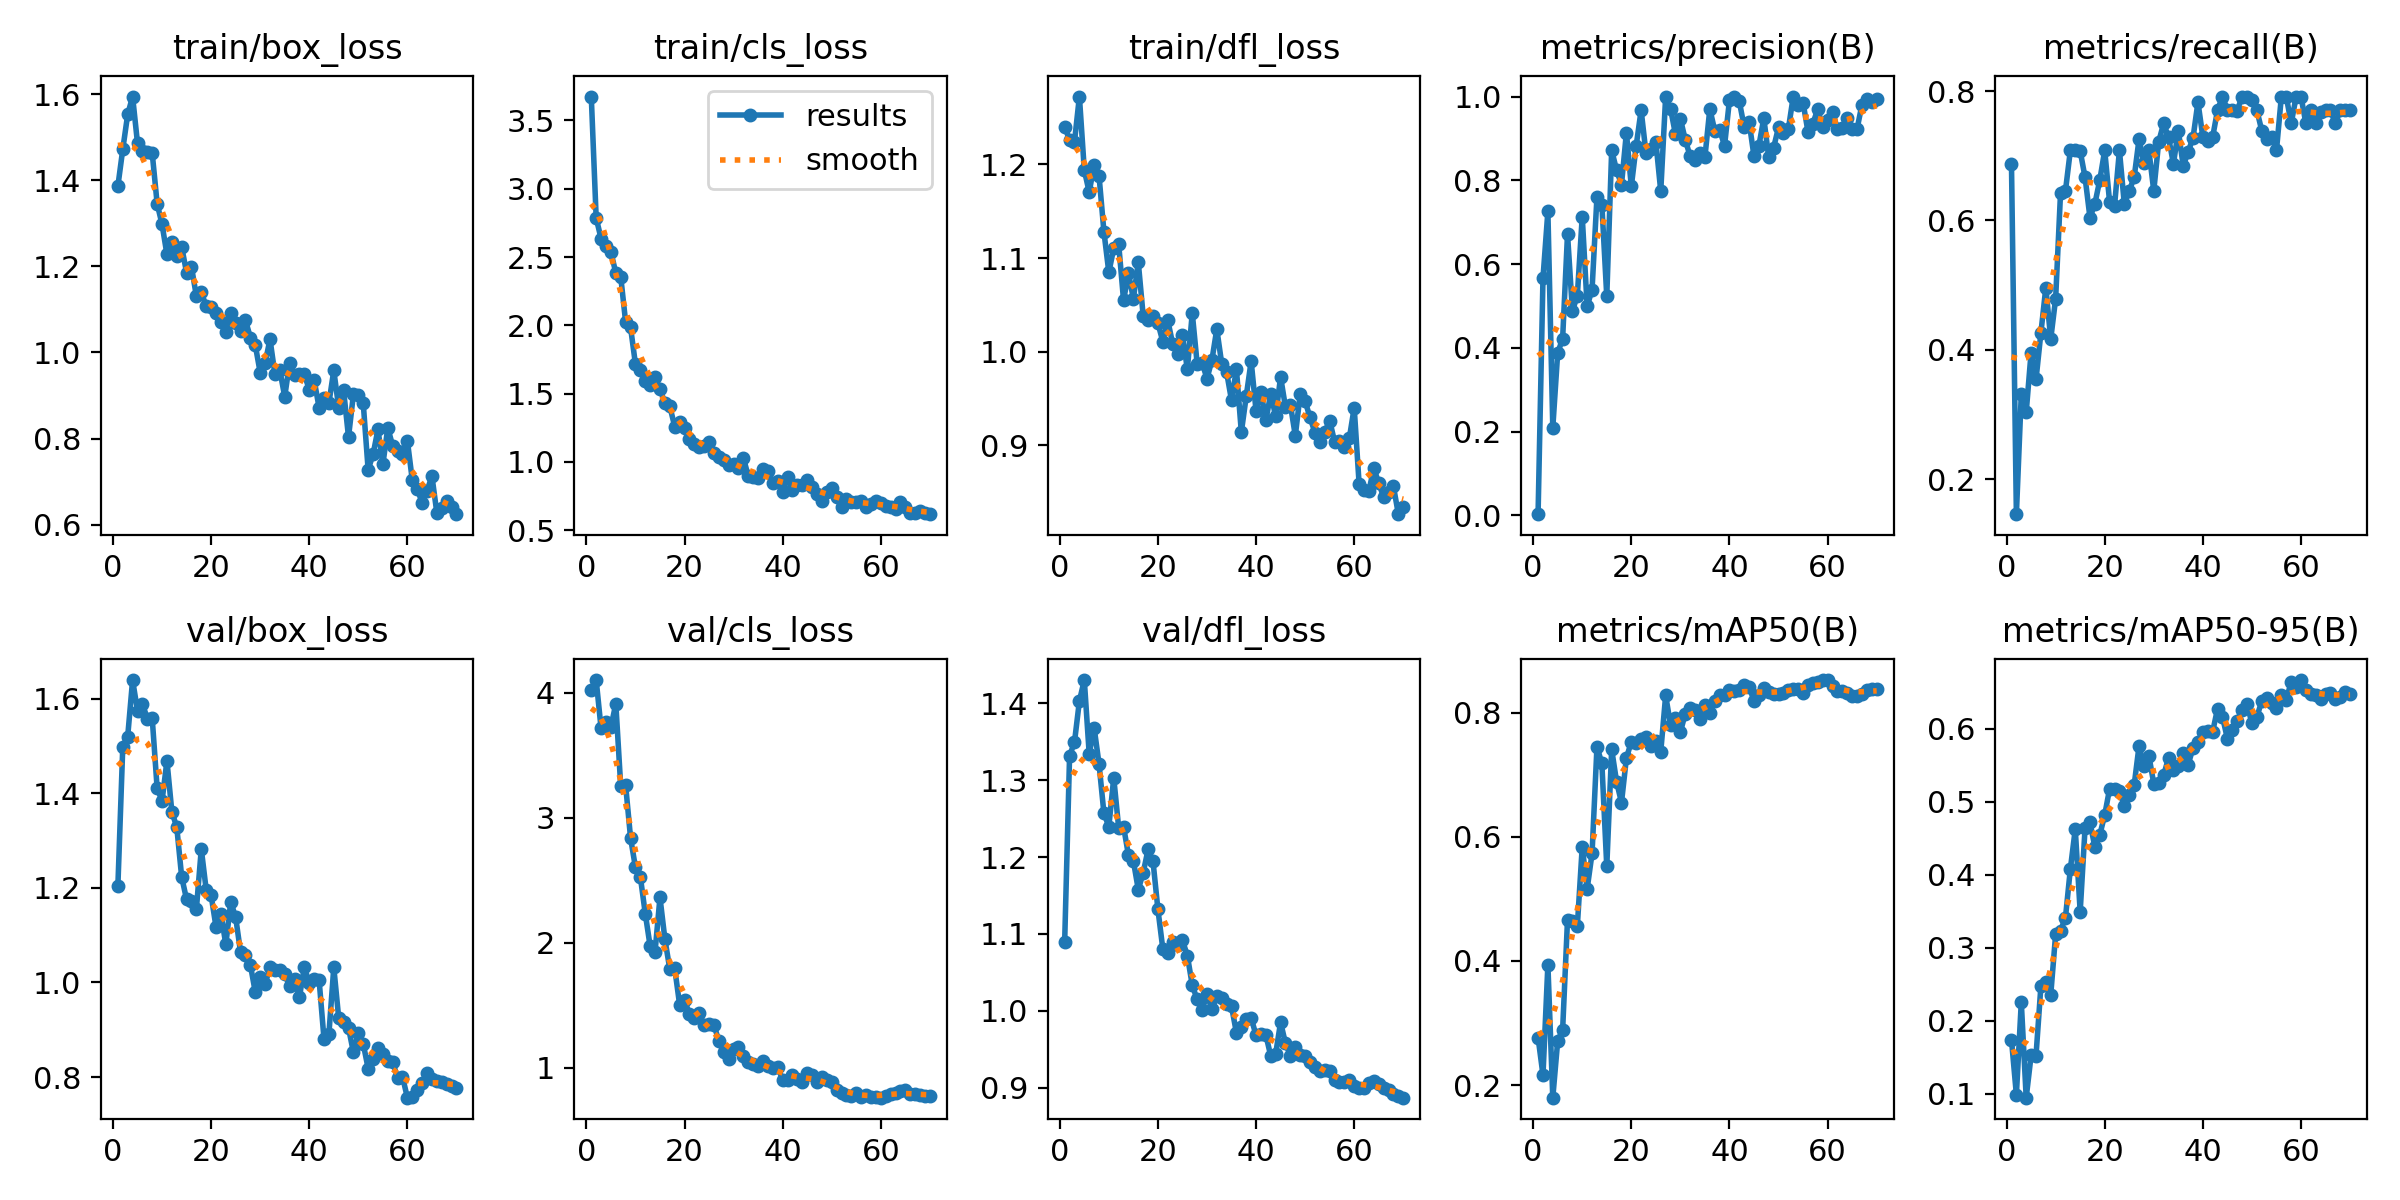 train/box_loss
1.6
1.4
1.2
1.0
0.8
0.6
0 20 40 60
train/cls_loss
results
smooth
3.5
3.0
2.5
2.0
1.5
1.0
0.5
0 20 40 60
train/dfl_loss
1.2
1.1
1.0
0.9
0 20 40 60
metrics/precision(B)
1.0
0.8
0.6
0.4
0.2
0.0
0 20 40 60
metrics/recall(B)
0.8
0.6
0.4
0.2
0 20 40 60
val/box_loss
1.6
1.4
1.2
1.0
0.8
0 20 40 60
val/cls_loss
4
3
2
1
0 20 40 60
val/dfl_loss
1.4
1.3
1.2
1.1
1.0
0.9
0 20 40 60
metrics/mAP50(B)
0.8
0.6
0.4
0.2
0 20 40 60
metrics/mAP50-95(B)
0.6
0.5
0.4
0.3
0.2
0.1
0 20 40 60